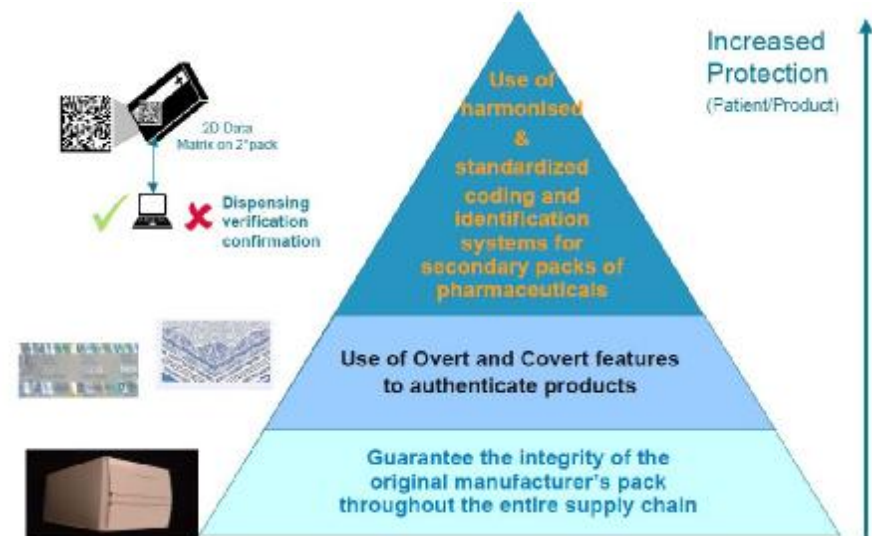 Increased
Protection
(Patient/Product)
2D Data
Matrix on 2°pack
Dispensing
verification
confirmation
Use of
harmonised
&
standardized
coding and
identification
systems for
secondary packs of
pharmaceuticals
Use of Overt and Covert features
to authenticate products
Guarantee the integrity of the
original manufacturer's pack
throughout the entire supply chain